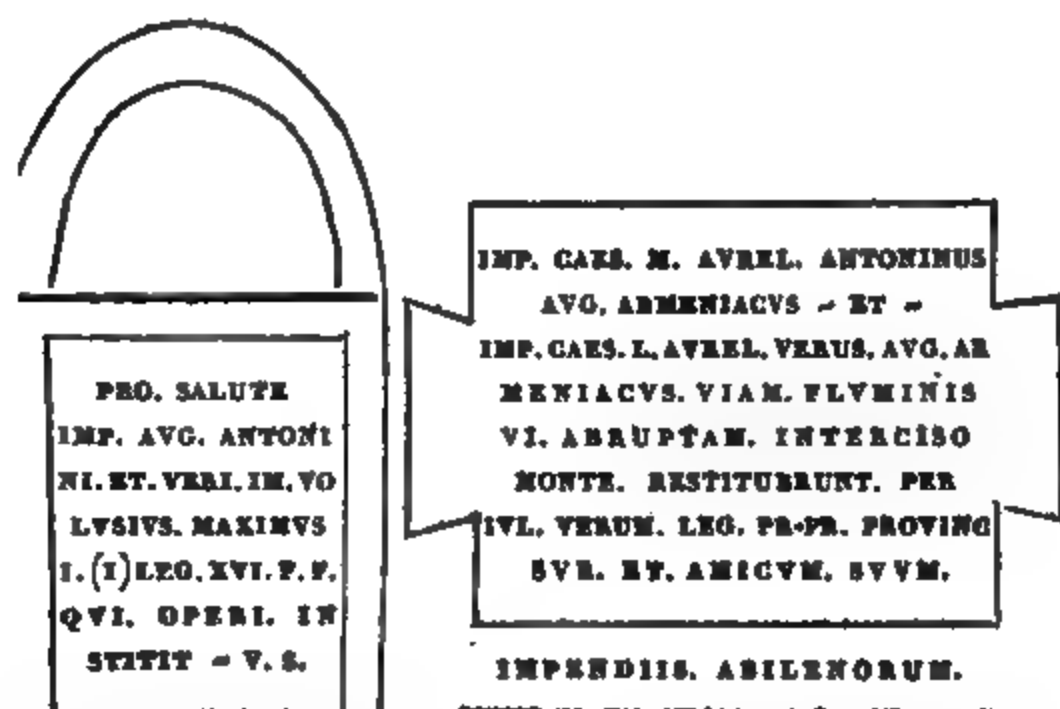 PRO. SALUTE
IMP. AVG. ANTONI
NI. ET. VERI. IM. VO
LVSIVS. MAXIMVS
I. (I) LEG. XVI. F. F.
QVI. OPERI. IN
STITIT - V. S.
IMP. CAES. M. AVREL. ANTONINUS
AVG. ARMENIACVS - ET -
IMP. CAES. L. AVREL. VERUS. AVG. AR
MENIACVS. VIAM. FLVMINIS
VI. ABRUPTAM. INTERCISO
MONTE. RESTITUERUNT. PER
IVL. VERUM. LEG. PR-PR. PROVINC
SYR. ET. AMICVM. SVVM.
IMPENDIIS. ABILENORUM.